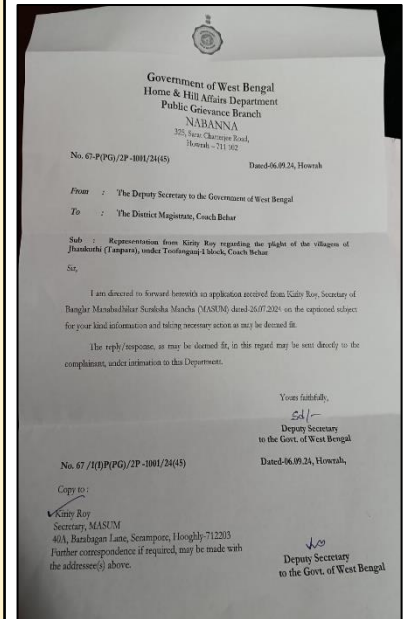 Government of West Bengal
Home & Hill Affairs Department
Public Grievance Branch
NABANNA
325, Sarat Chatterjee Road,
Howrah – 711 102
No. 67-P(PG)/2P -1001/24(45)
Dated-06.09.24, Howrah
From : The Deputy Secretary to the Government of West Bengal
To : The District Magistrate, Coach Behar
Sub : Representation from Kirity Roy regarding the plight of the villagers of
Jhaukuthi (Tanpara), under Toofanganj-I block, Coach Behar
Sir,
I am directed to forward herewith an application received from Kirity Roy, Secretary of
Banglar Manabadhikar Suraksha Mancha (MASUM) dated-26.07.2024 on the captioned subject
for your kind information and taking necessary action as may be deemed fit.
The reply/response, as may be deemed fit, in this regard may be sent directly to the
complainant, under intimation to this Department.
Yours faithfully,
Sd/-
Deputy Secretary
to the Govt. of West Bengal
No. 67 /1(1)P(PG)/2P -1001/24(45)
Dated-06.09.24, Howrah,
Copy to :
Kirity Roy
Secretary, MASUM
40A, Barabagan Lane, Serampore, Hooghly-712203
Further correspondence if required, may be made with
the addressee(s) above.
Deputy Secretary
to the Govt. of West Bengal